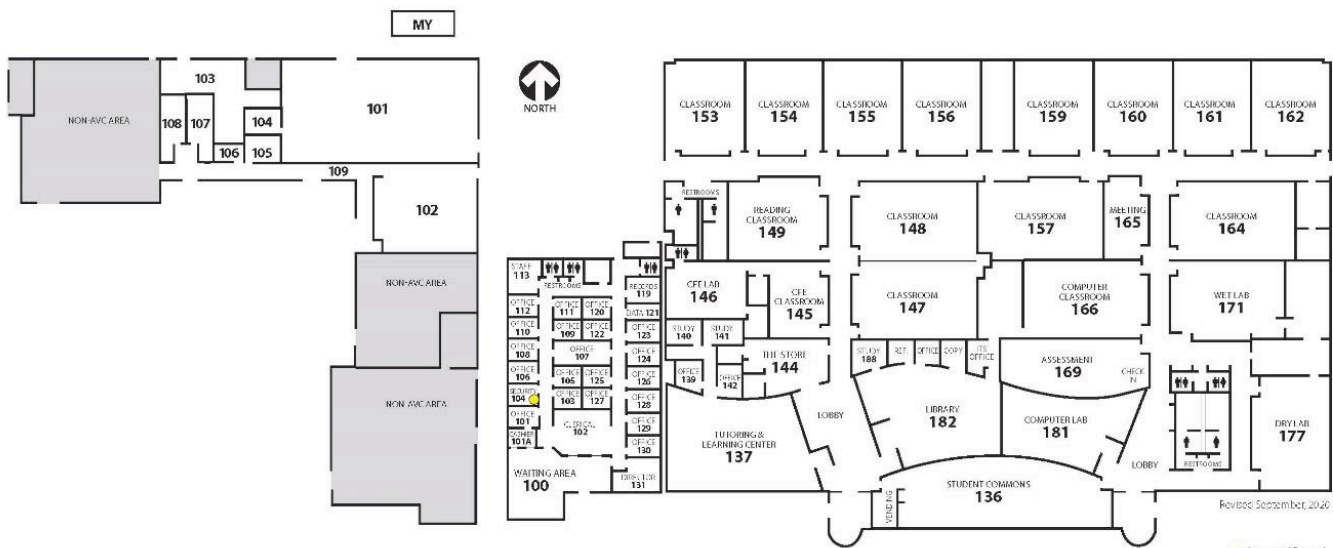 MY
103
NON-AVC AREA
101
108
107
104
106
105
109
102
NON-AVC AREA
NON-AVC AREA
NORTH
CLASSROOM
153
CLASSROOM
154
CLASSROOM
155
CLASSROOM
156
CLASSROOM
159
CLASSROOM
160
CLASSROOM
161
CLASSROOM
162
RESTROOMS
READING
CLASSROOM
149
CLASSROOM
148
CLASSROOM
157
MEETING
165
CLASSROOM
164
STAFF
113
RESTROOMS
RECORDS
119
OFFICE
112
OFFICE
111
OFFICE
120
DATA 121
OFFICE
110
OFFICE
109
OFFICE
122
OFFICE
123
OFFICE
108
OFFICE
107
OFFICE
124
OFFICE
106
OFFICE
105
OFFICE
125
OFFICE
126
SECURITY
104
OFFICE
103
OFFICE
127
OFFICE
128
OFFICE
101
CLERICAL
102
OFFICE
129
CASHIER
101A
OFFICE
130
WAITING AREA
100
DIRECTOR
131
CFE LAB
146
CFE
CLASSROOM
145
CLASSROOM
147
COMPUTER
CLASSROOM
166
WET LAB
171
STUDY
140
STUDY
141
THE STORE
144
OFFICE
139
OFFICE
142
STUDY
188
REF.
OFFICE
COPY
ITS
OFFICE
ASSESSMENT
169
CHECK
IN
TUTORING &
LEARNING CENTER
137
LOBBY
LIBRARY
182
COMPUTER LAB
181
LOBBY
RESTROOMS
DRY LAB
177
VENDING
STUDENT COMMONS
136
Revised September, 2020